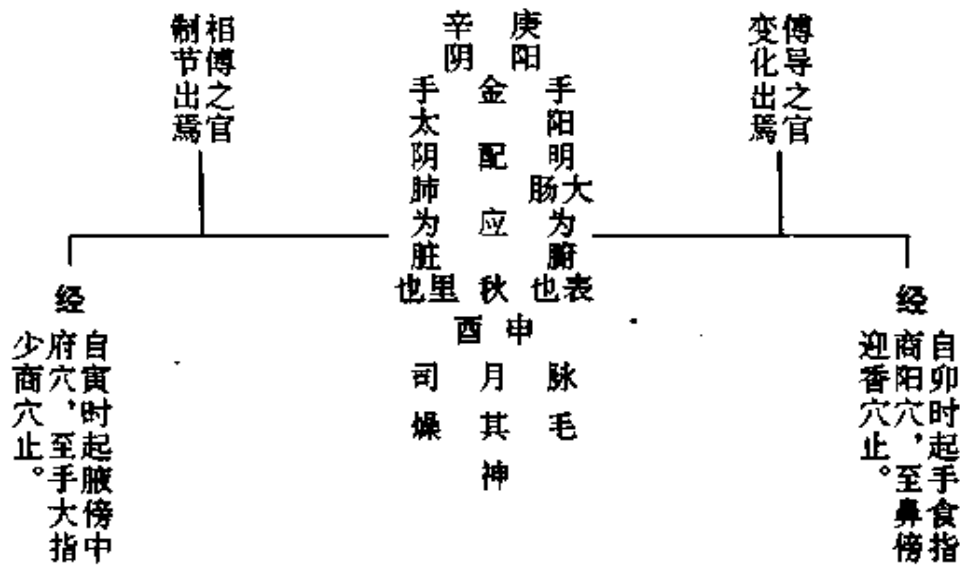 傅导之官
变化出焉
经
自卯时起手食指
商阳穴，至鼻傍
迎香穴止。
庚阳
辛阴
手阳明大肠为腑表也
金配应秋
手太阴肺为脏里也
申酉
脉毛
月其神
司燥
相傅之官
制节出焉
经
自寅时起腋傍中
府穴，至手大指
少商穴止。